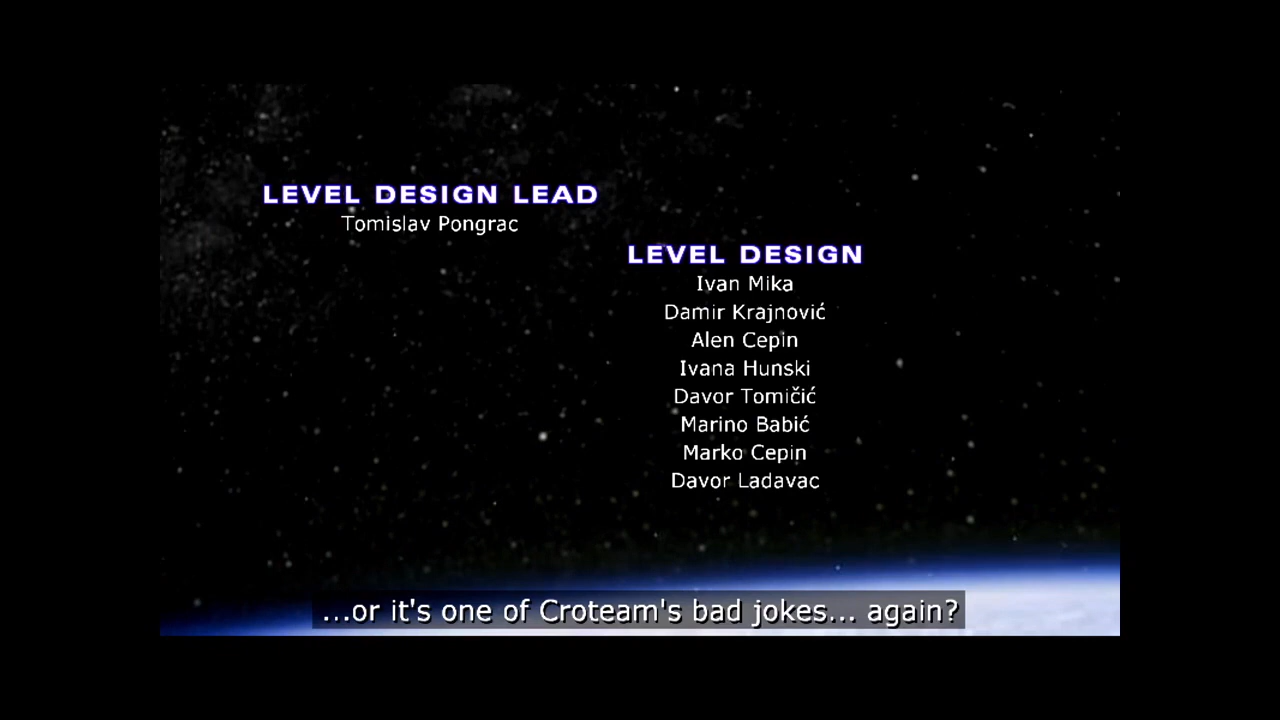 LEVEL DESIGN LEAD
Tomislav Pongrac
LEVEL DESIGN
Ivan Mika
Damir Krajnović
Alen Cepin
Ivana Hunski
Davor Tomičić
Marino Babić
Marko Cepin
Davor Ladavac
...or it's one of Croteam's bad jokes... again?